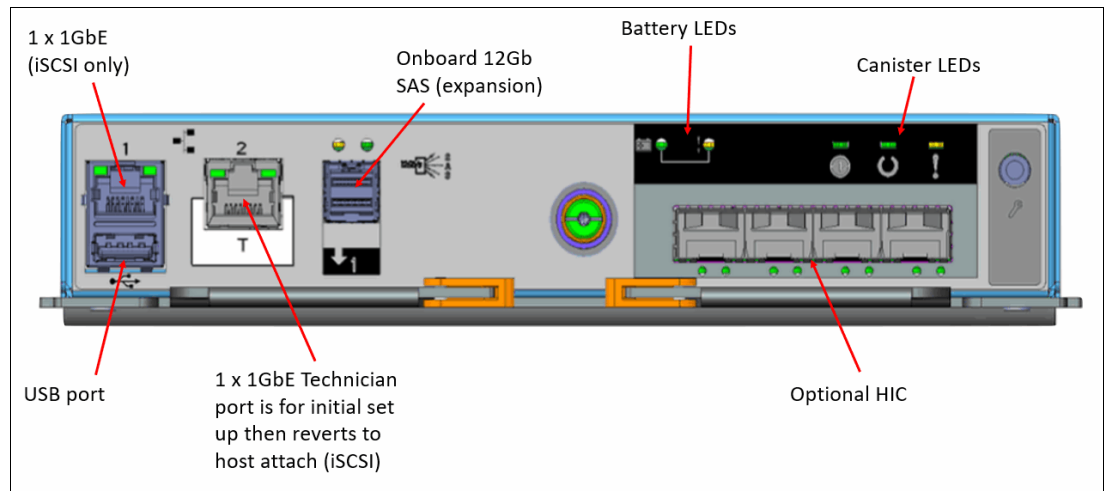 Battery LEDs
1 x 1GbE
(iSCSI only)
Onboard 12Gb
SAS (expansion)
Canister LEDs
1
2
T
1
USB port
1 x 1GbE Technician
port is for initial set
up then reverts to
host attach (iSCSI)
Optional HIC